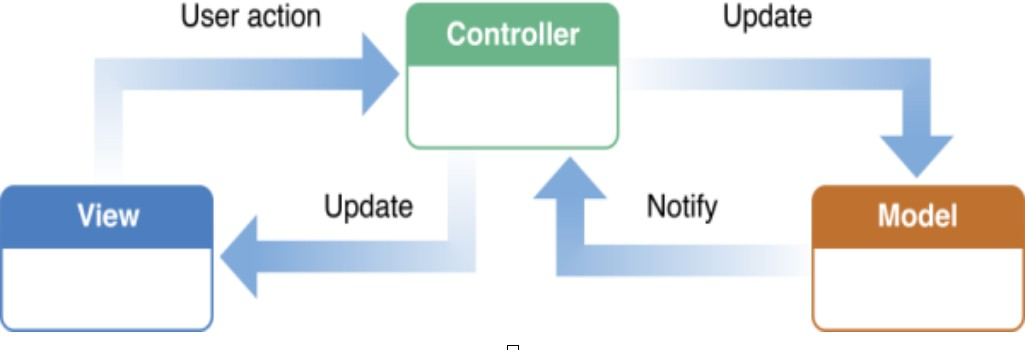 User action
Controller
Update
View
Update
Notify
Model